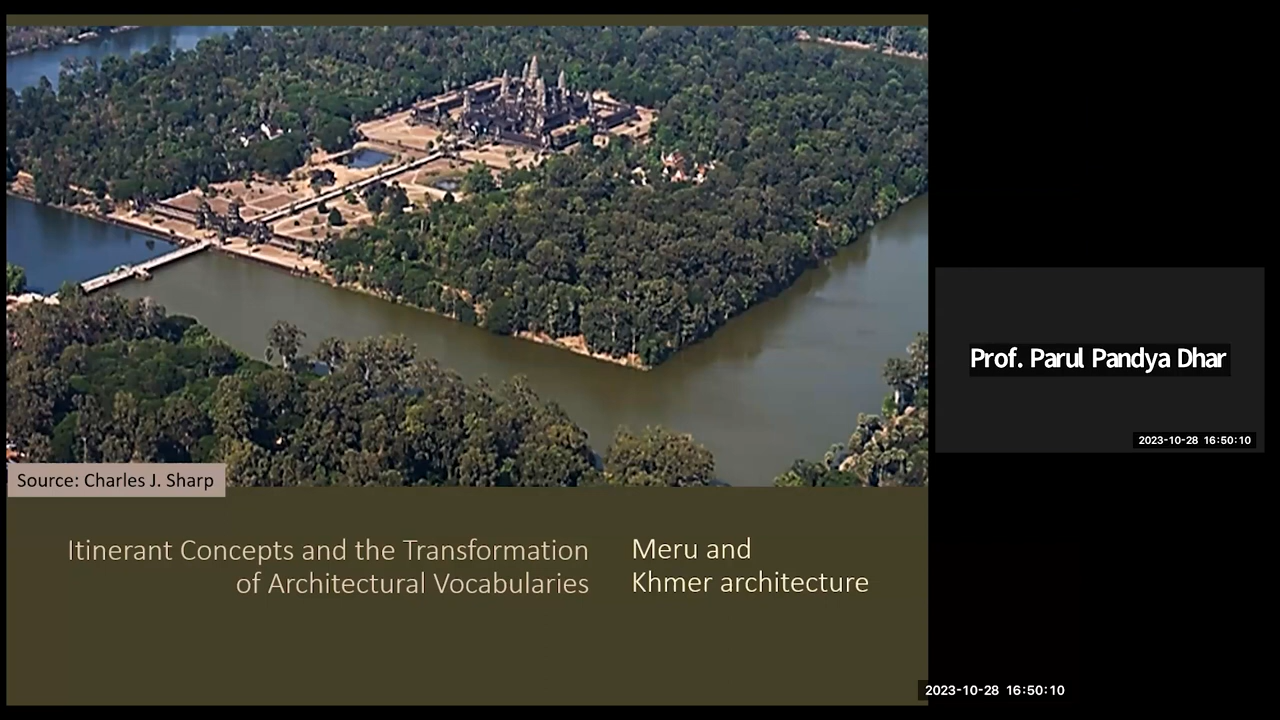 Source: Charles J. Sharp
Itinerant Concepts and the Transformation
of Architectural Vocabularies
Meru and
Khmer architecture
Prof. Parul Pandya Dhar
2023-10-28 16:50:10
2023-10-28 16:50:10